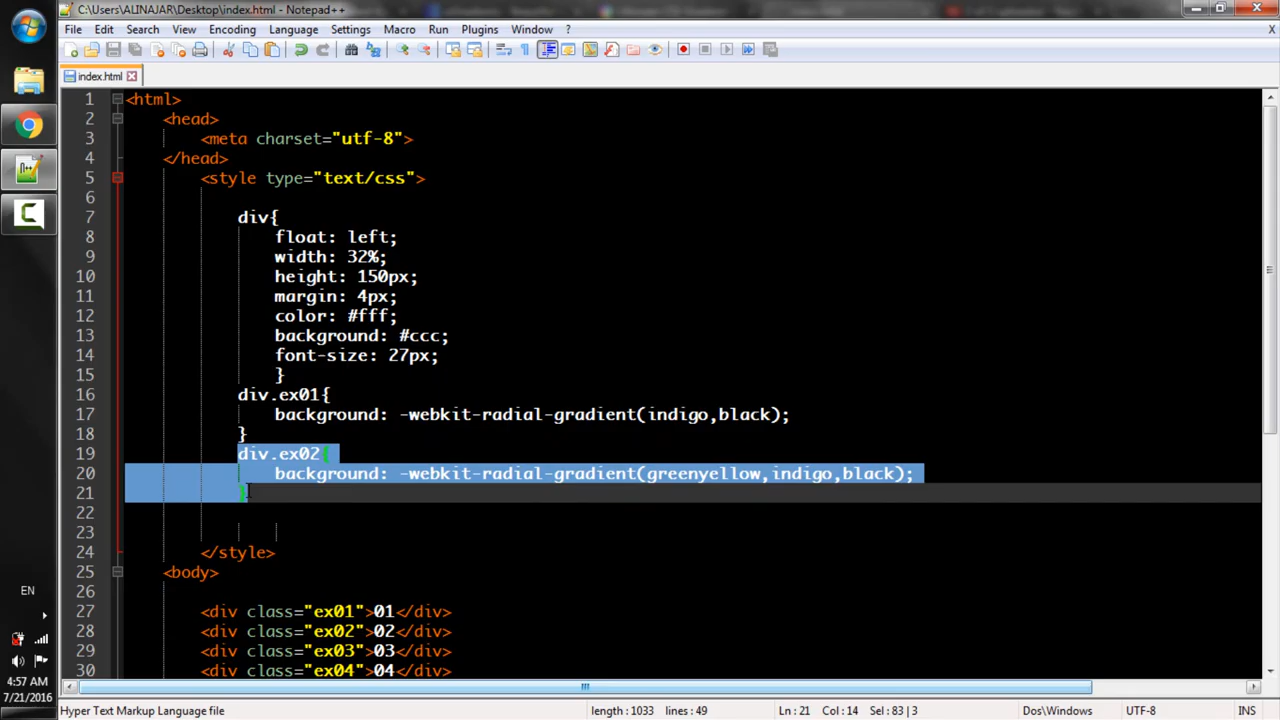 C:\Users\ALINAJAR\Desktop\index.html - Notepad++
File Edit Search View Encoding Language Settings Macro Run Plugins Window ? X
index.html
1 <html>
2 <head>
3 <meta charset="utf-8">
4 </head>
5 <style type="text/css">
6
7 div{
8 float: left;
9 width: 32%;
10 height: 150px;
11 margin: 4px;
12 color: #fff;
13 background: #ccc;
14 font-size: 27px;
15 }
16 div.ex01{
17 background: -webkit-radial-gradient(indigo,black);
18 }
19 div.ex02{
20 background: -webkit-radial-gradient(greenyellow,indigo,black);
21 }
22
23
24 </style>
25 <body>
26
27 <div class="ex01">01</div>
28 <div class="ex02">02</div>
29 <div class="ex03">03</div>
30 <div class="ex04">04</div>
EN
4:57 AM
7/21/2016
Hyper Text Markup Language file length : 1033 lines : 49 Ln : 21 Col : 14 Sel : 83 | 3 Dos\Windows UTF-8 INS